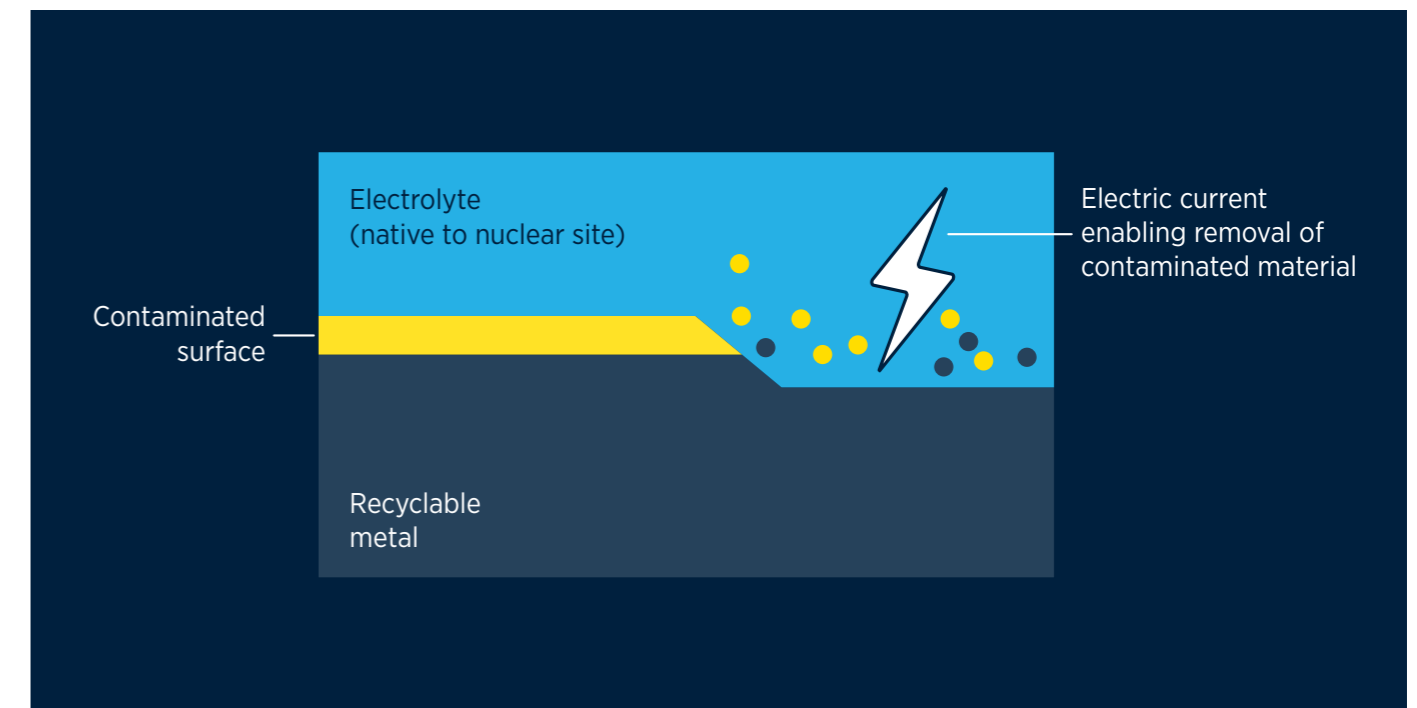 Electrolyte
(native to nuclear site)
Electric current
enabling removal of
contaminated material
Contaminated
surface
Recyclable
metal